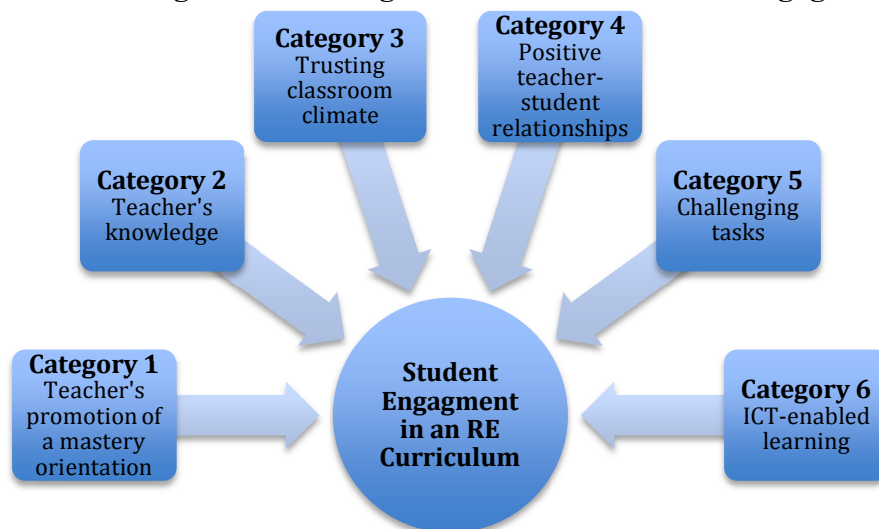 Category 3
Trusting
classroom
climate
Category 4
Positive
teacher-
student
relationships
Category 2
Teacher's
knowledge
Category 5
Challenging
tasks
Category 1
Teacher's
promotion of
a mastery
orientation
Student
Engagment
in an RE
Curriculum
Category 6
ICT-enabled
learning